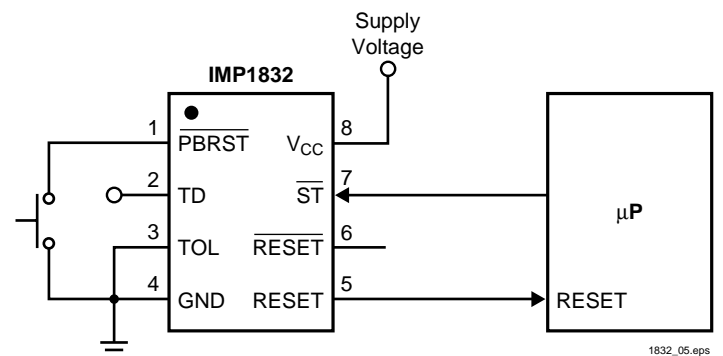 Supply
Voltage
IMP1832
1 PBRST VCC 8
2 TD ST 7
3 TOL RESET 6
4 GND RESET 5
μP
RESET
1832_05.eps